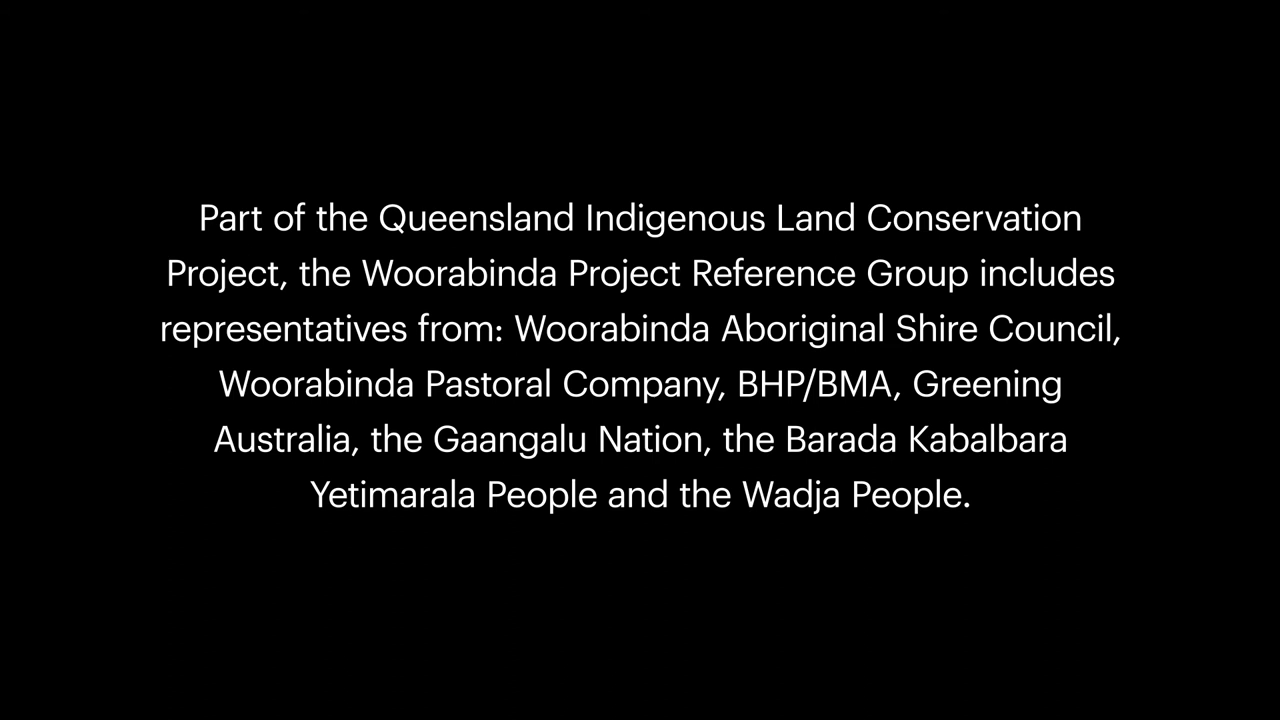 Part of the Queensland Indigenous Land Conservation
Project, the Woorabinda Project Reference Group includes
representatives from: Woorabinda Aboriginal Shire Council,
Woorabinda Pastoral Company, BHP/BMA, Greening
Australia, the Gaangalu Nation, the Barada Kabalbara
Yetimarala People and the Wadja People.